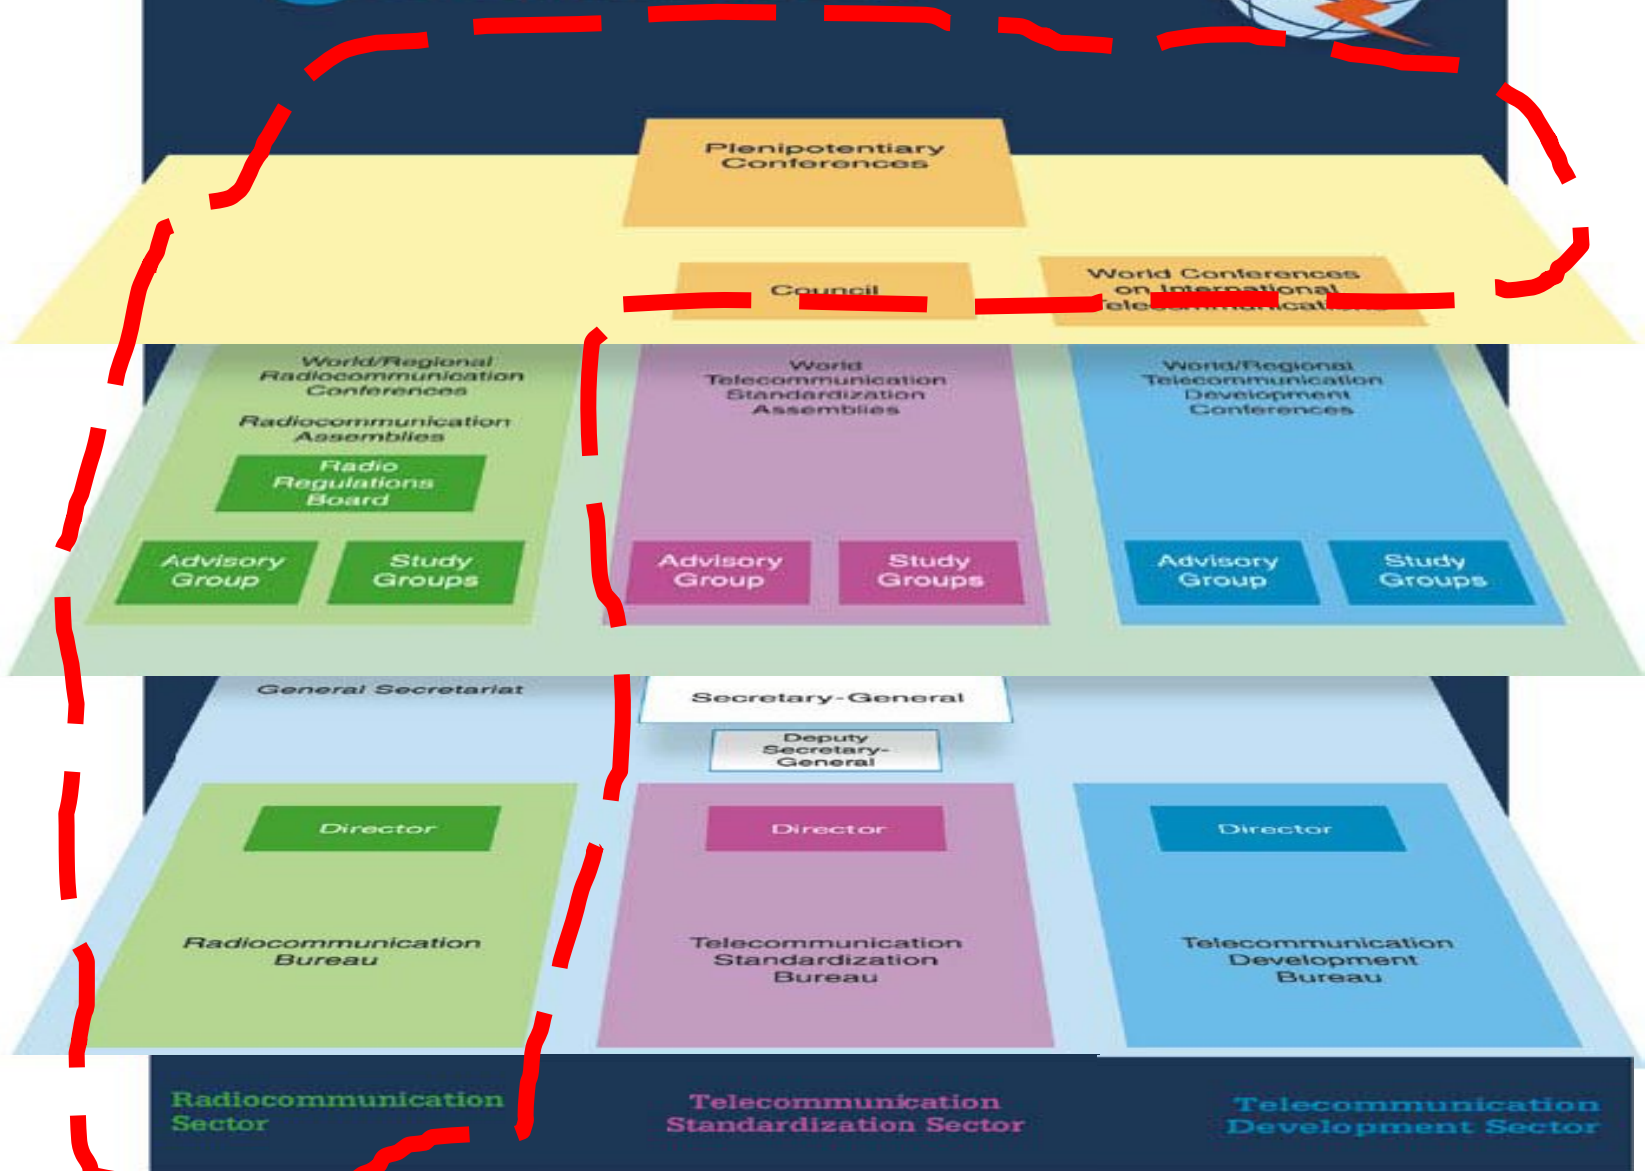 Plenipotentiary
Conferences
Council
World Conferences
on International
Telecommunications
World/Regional
Radiocommunication
Conferences
Radiocommunication
Assemblies
Radio
Regulations
Board
Advisory
Group
Study
Groups
World
Telecommunication
Standardization
Assemblies
Advisory
Group
Study
Groups
World/Regional
Telecommunication
Development
Conferences
Advisory
Group
Study
Groups
General Secretariat
Secretary-General
Deputy
Secretary-
General
Director
Radiocommunication
Bureau
Director
Telecommunication
Standardization
Bureau
Director
Telecommunication
Development
Bureau
Radiocommunication
Sector
Telecommunication
Standardization Sector
Telecommunication
Development Sector